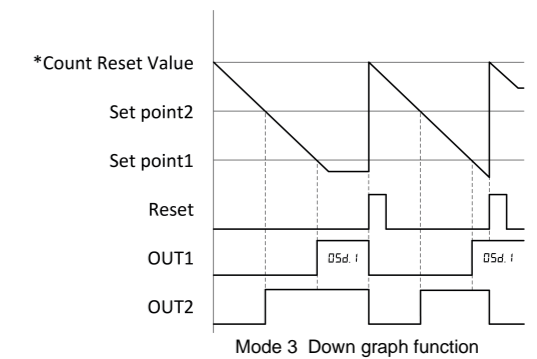 *Count Reset Value
Set point2
Set point1
Reset
OUT1
OSd. 1
OSd. 1
OUT2
Mode 3 Down graph function